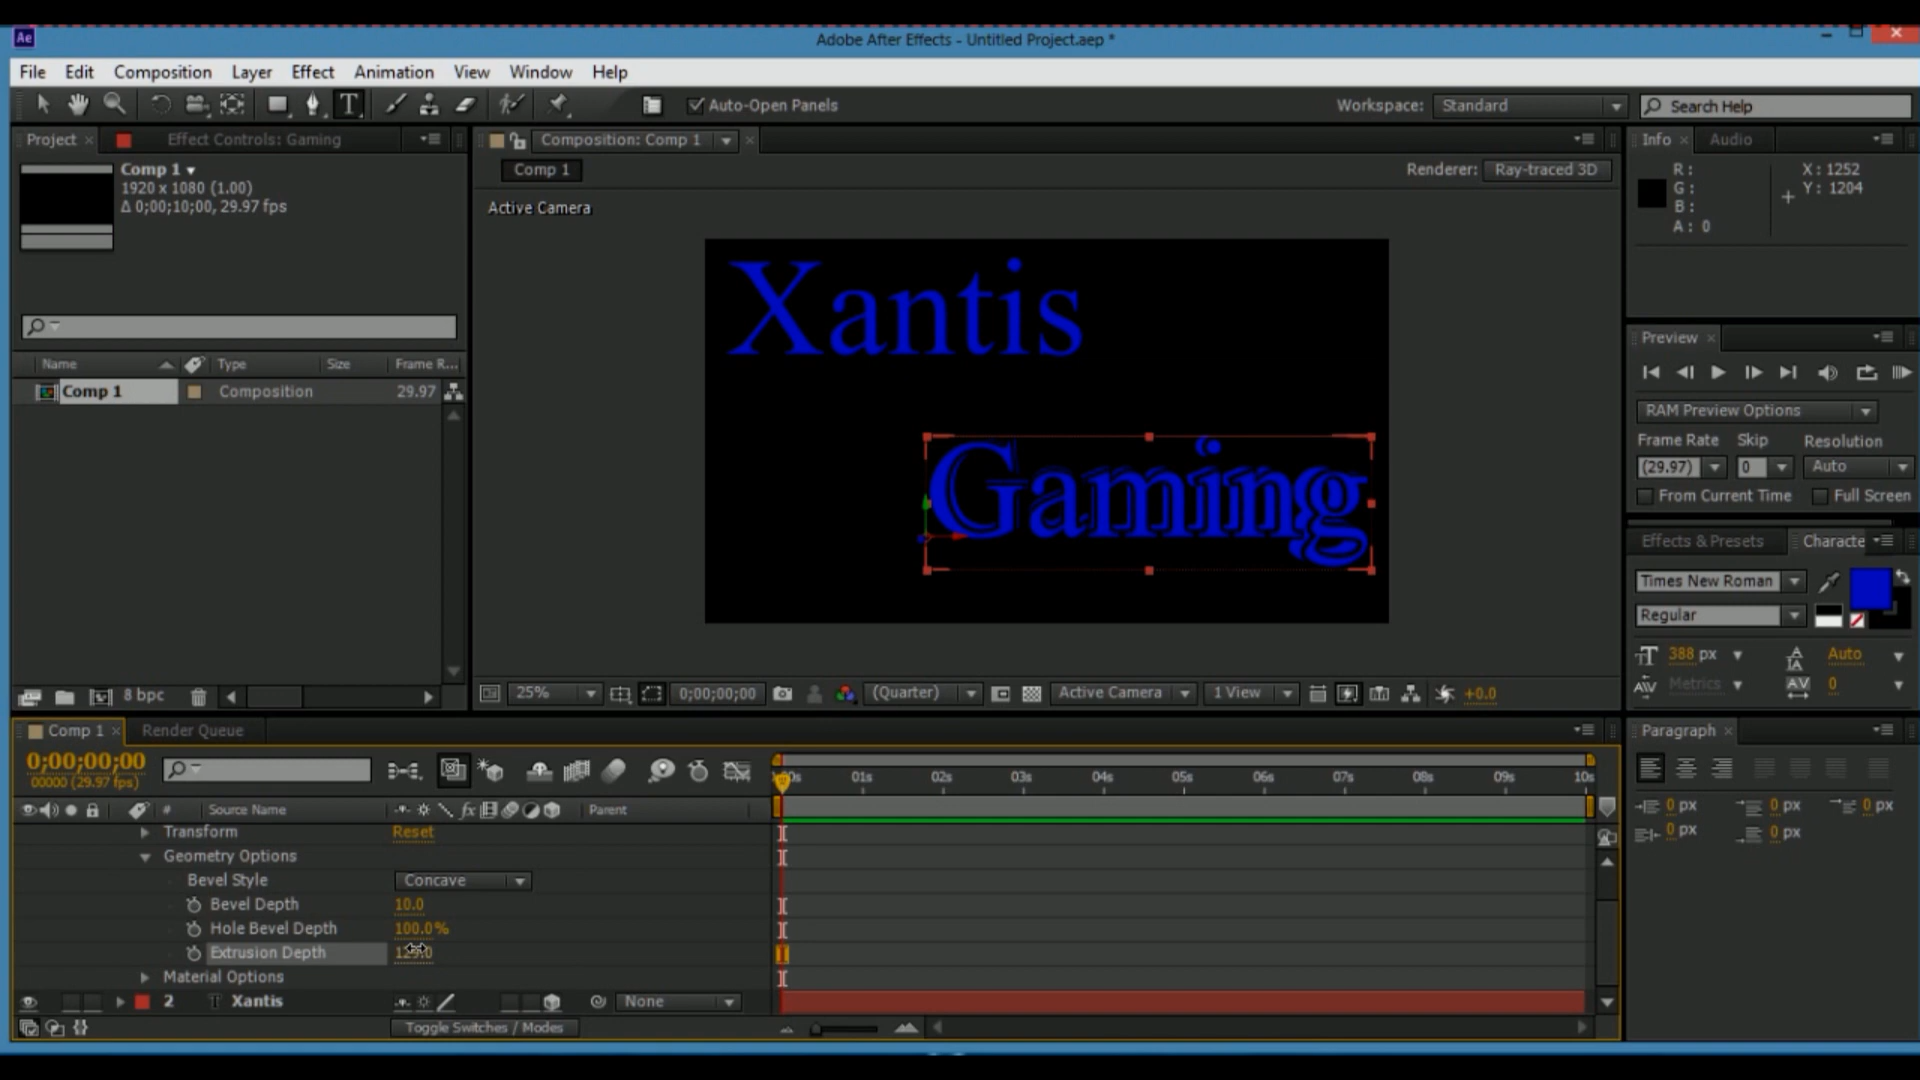 Ae
Adobe After Effects - Untitled Project.aep *
File Edit Composition Layer Effect Animation View Window Help
T Auto-Open Panels Workspace: Standard Search Help
Project Effect Controls: Gaming
Comp 1
1920 x 1080 (1.00)
Δ 0;00;10;00, 29.97 fps
Name Type Size Frame R...
Comp 1 Composition 29.97
8 bpc
Composition: Comp 1
Comp 1 Renderer: Ray-traced 3D
Active Camera
Xantis
Gaming
25% 0;00;00;00 (Quarter) Active Camera 1 View +0.0
Info Audio
R: X: 1252
G: Y: 1204
B:
A: 0
Preview
RAM Preview Options
Frame Rate Skip Resolution
(29.97) 0 Auto
From Current Time Full Screen
Effects & Presets Characte
Times New Roman
Regular
388 px Auto
Metrics 0
Paragraph
0 px 0 px 0 px
0 px 0 px
Comp 1 Render Queue
0;00;00;00
00000 (29.97 fps)
01s 02s 03s 04s 05s 06s 07s 08s 09s 10s
# Source Name fx Parent
Transform Reset
Geometry Options
Bevel Style Concave
Bevel Depth 10.0
Hole Bevel Depth 100.0%
Extrusion Depth
Material Options
2 T Xantis None
Toggle Switches / Modes